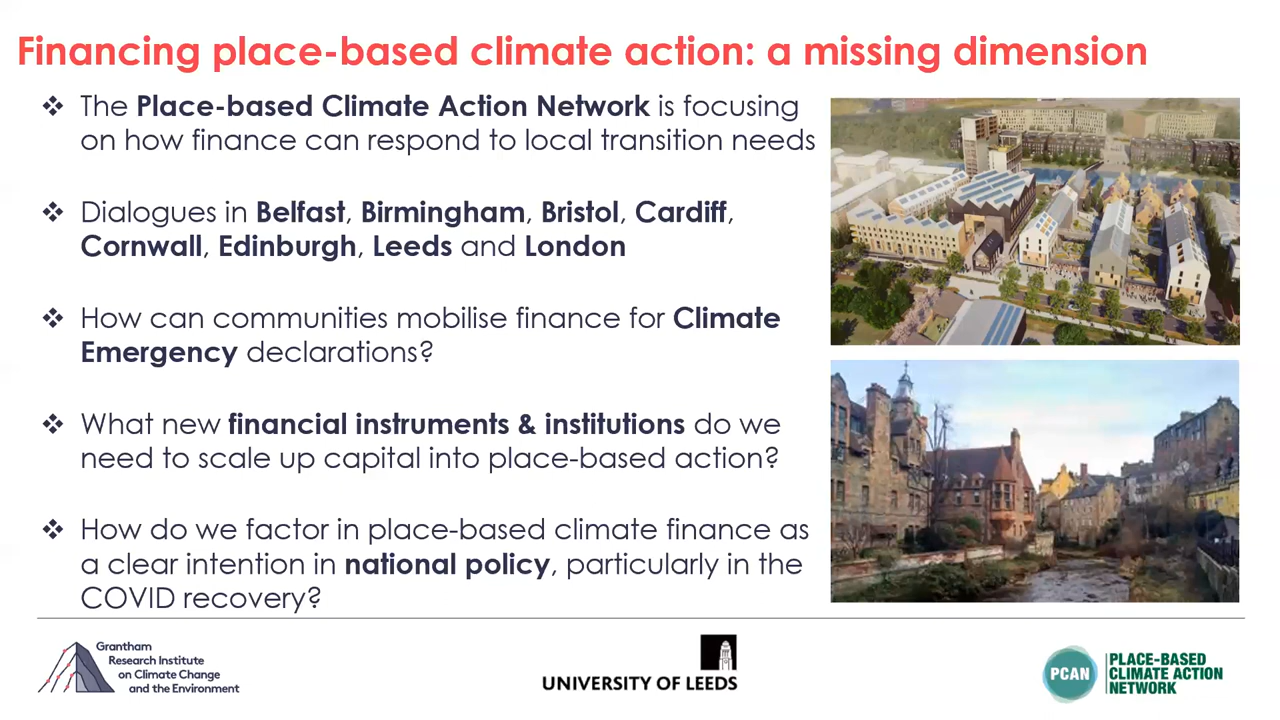 Financing place-based climate action: a missing dimension
❖ The Place-based Climate Action Network is focusing
on how finance can respond to local transition needs
❖ Dialogues in Belfast, Birmingham, Bristol, Cardiff,
Cornwall, Edinburgh, Leeds and London
❖ How can communities mobilise finance for Climate
Emergency declarations?
❖ What new financial instruments & institutions do we
need to scale up capital into place-based action?
❖ How do we factor in place-based climate finance as
a clear intention in national policy, particularly in the
COVID recovery?
Grantham
Research Institute
on Climate Change
and the Environment
UNIVERSITY OF LEEDS
PCAN
PLACE-BASED
CLIMATE ACTION
NETWORK